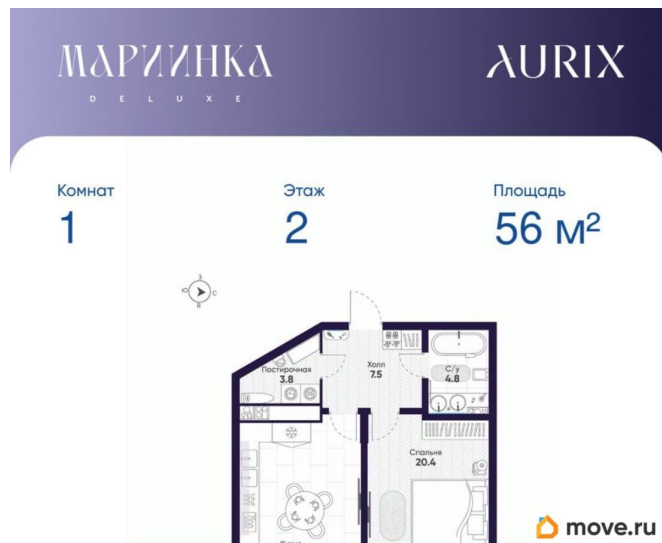 МАРИИНКА
DELUXE
AURIX
Комнат
Этаж
Площадь
1
2
56 м²
З
Ю
С
В
Постирочная
3.8
Холл
7.5
С/у
4.8
Спальня
20.4
move.ru